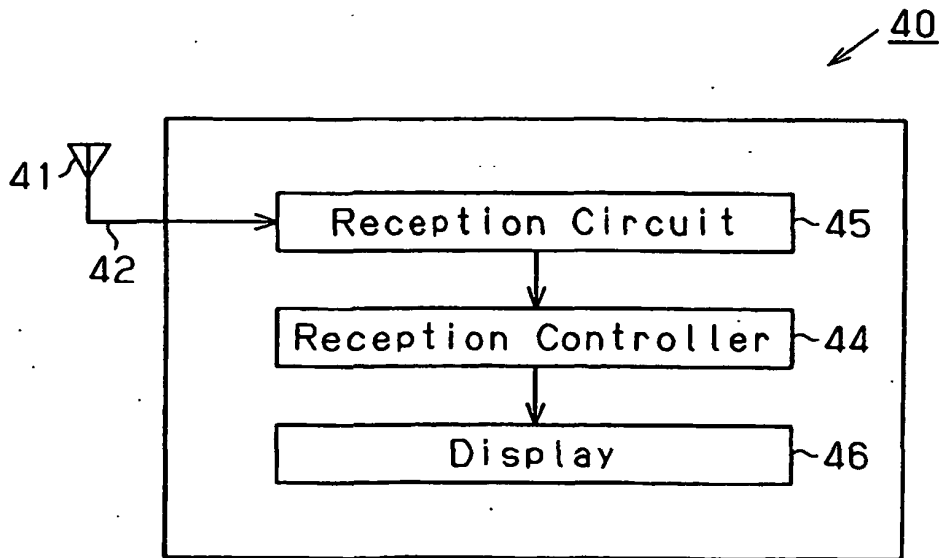 40
41
42
Reception Circuit 45
Reception Controller 44
Display 46